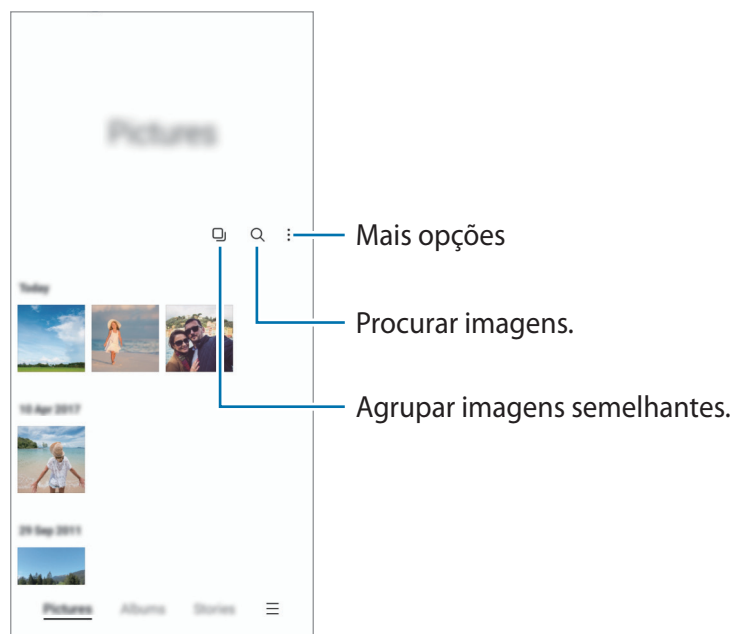 Pictures
Mais opções
Today
Procurar imagens.
Agrupar imagens semelhantes.
10 Apr 2017
29 Sep 2011
Pictures Albums Stories